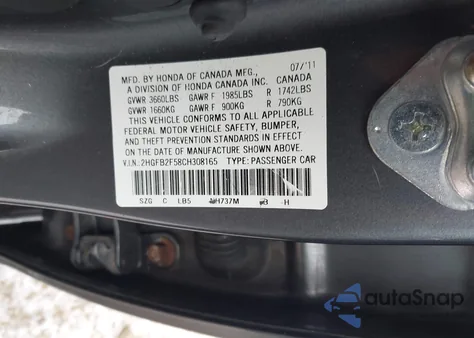 MFD. BY HONDA OF CANADA MFG., 07/'11
A DIVISION OF HONDA CANADA INC. CANADA
GVWR 3660LBS GAWR F 1985LBS R 1742LBS
GVWR 1660KG GAWR F 900KG R 790KG
THIS VEHICLE CONFORMS TO ALL APPLICABLE
FEDERAL MOTOR VEHICLE SAFETY, BUMPER,
AND THEFT PREVENTION STANDARDS IN EFFECT
ON THE DATE OF MANUFACTURE SHOWN ABOVE.
V.I.N.: 2HGFB2F58CH308165 TYPE: PASSENGER CAR
SZG C LB5 NH737M B -H
autoSnap